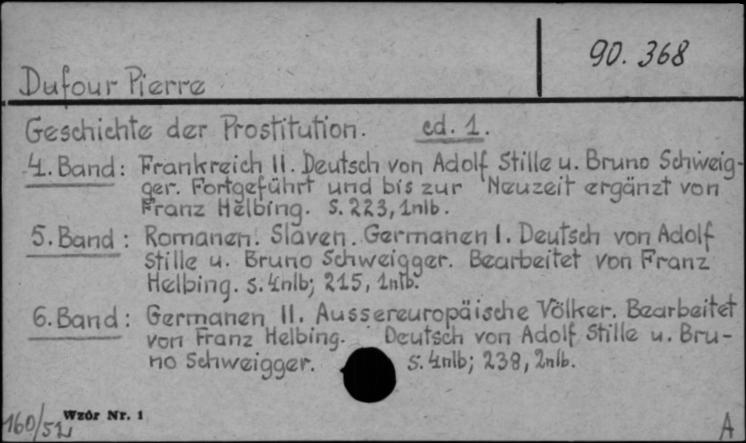 90.368
Dufour Pierre
Geschichte der Prostitution. ed. 1.
4. Band: Frankreich II. Deutsch von Adolf Stille u. Bruno Schweig-
ger. Fortgeführt und bis zur Neuzeit ergänzt von
Franz Helbing. S. 223, 1nlb.
5. Band: Romanen. Slaven. Germanen I. Deutsch von Adolf
Stille u. Bruno Schweigger. Bearbeitet von Franz
Helbing. S. 4nlb; 215, 1nlb.
6. Band: Germanen II. Aussereuropäische Völker. Bearbeitet
von Franz Helbing. Deutsch von Adolf Stille u. Bru-
no Schweigger. S. 4nlb; 238, 2nlb.
Wzór Nr. 1
160/52
A